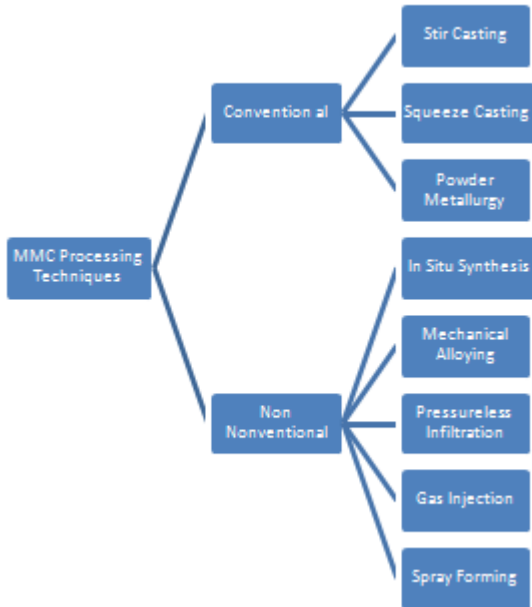 MMC Processing
Techniques
Convention al
Stir Casting
Squeeze Casting
Powder
Metallurgy
Non
Nonventional
In Situ Synthesis
Mechanical
Alloying
Pressureless
Infiltration
Gas Injection
Spray Forming